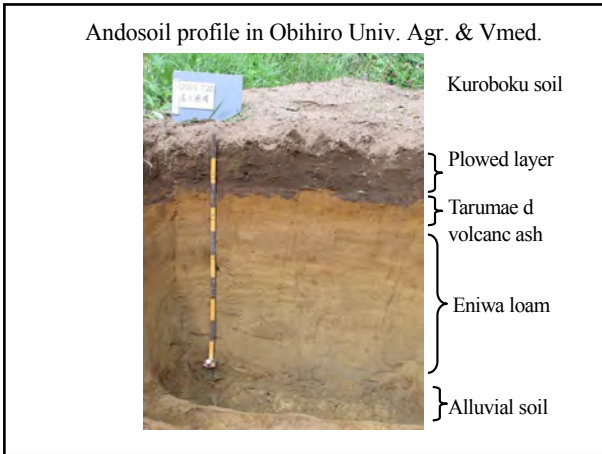 Andosoil profile in Obihiro Univ. Agr. & Vmed.
Kuroboku soil
Plowed layer
Tarumae d
volcanc ash
Eniwa loam
Alluvial soil